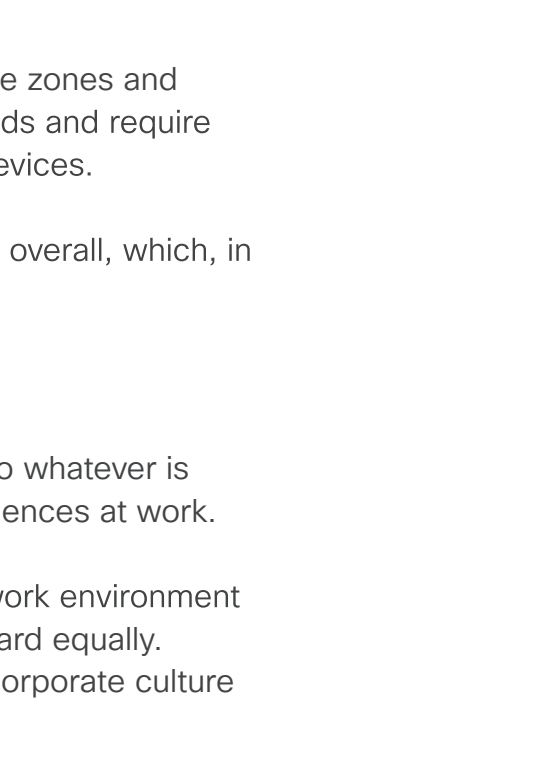 e zones and
ds and require
evices.
overall, which, in
o whatever is
ences at work.
work environment
ard equally.
orporate culture